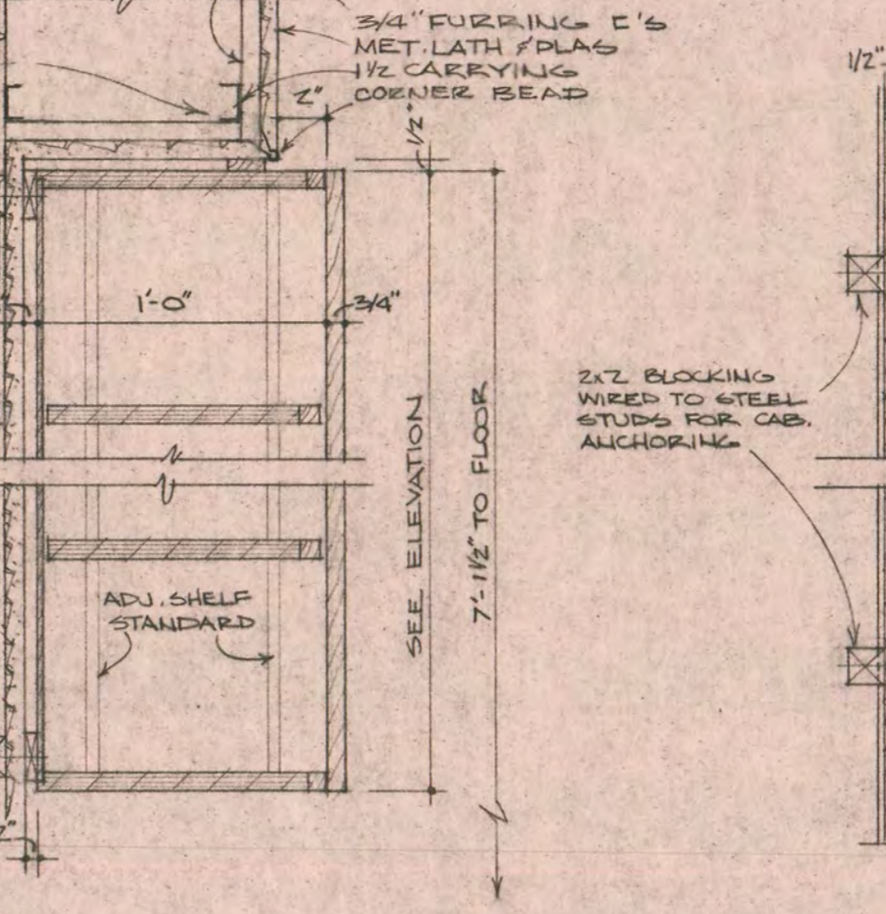 3/4" FURRING ['S
MET. LATH & PLAS
1 1/2 CARRYING
CORNER BEAD
2"
1/2"
1/2"
1'-0"
3/4"
2x2 BLOCKING
WIRED TO STEEL
STUDS FOR CAB.
ANCHORING
SEE ELEVATION
7'-1 1/2" TO FLOOR
ADJ. SHELF
STANDARD